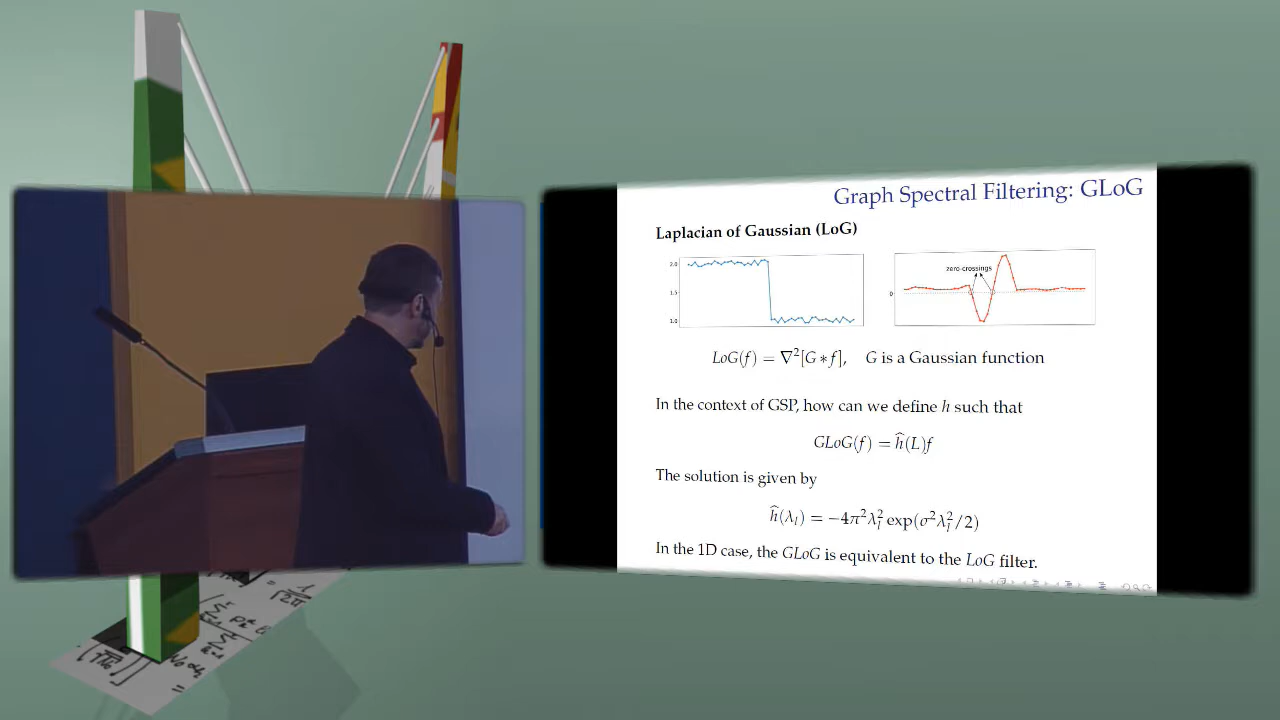 Graph Spectral Filtering: GLoG
Laplacian of Gaussian (LoG)
2.0
1.5
1.0
zero-crossings
0
LoG(f) = ∇²[G ∗ f], G is a Gaussian function
In the context of GSP, how can we define h such that
GLoG(f) = ĥ(L)f
The solution is given by
ĥ(λ_l) = −4π²λ_l² exp(σ²λ_l²/2)
In the 1D case, the GLoG is equivalent to the LoG filter.